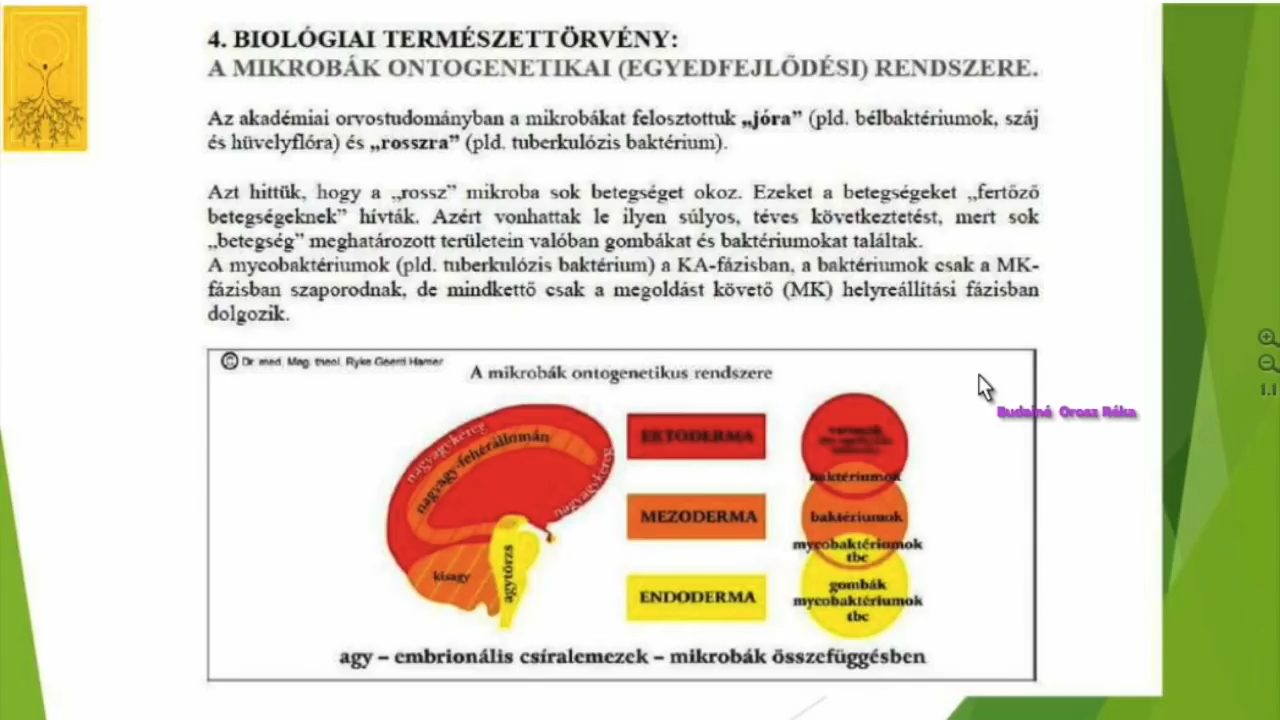 4. BIOLÓGIAI TERMÉSZETTÖRVÉNY:
A MIKROBÁK ONTOGENETIKAI (EGYEDFEJLŐDÉSI) RENDSZERE.
Az akadémiai orvostudományban a mikrobákat felosztottuk „jóra” (pld. bélbaktériumok, száj
és hüvelyflóra) és „rosszra” (pld. tuberkulózis baktérium).
Azt hittük, hogy a „rossz” mikroba sok betegséget okoz. Ezeket a betegségeket „fertőző
betegségeknek” hívták. Azért vonhattak le ilyen súlyos, téves következtetést, mert sok
„betegség” meghatározott területein valóban gombákat és baktériumokat találtak.
A mycobaktériumok (pld. tuberkulózis baktérium) a KA-fázisban, a baktériumok csak a MK-
fázisban szaporodnak, de mindkettő csak a megoldást követő (MK) helyreállítási fázisban
dolgozik.
© Dr. med. Mag. theol. Ryke Geerd Hamer
A mikrobák ontogenetikus rendszere
nagyagykéreg
nagyagy-fehérállomán
nagyagykéreg
kisagy
agytörzs
EKTODERMA
MEZODERMA
ENDODERMA
baktériumok
baktériumok
mycobaktériumok
tbc
gombák
mycobaktériumok
tbc
agy – embrionális csíralemezek – mikrobák összefüggésben
Budainé Orosz Réka
1.1